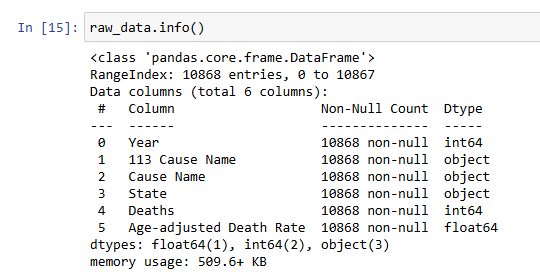 In [15]: raw_data.info()
<class 'pandas.core.frame.DataFrame'>
RangeIndex: 10868 entries, 0 to 10867
Data columns (total 6 columns):
 #   Column                  Non-Null Count  Dtype
---  ------                  --------------  -----
 0   Year                    10868 non-null  int64
 1   113 Cause Name          10868 non-null  object
 2   Cause Name              10868 non-null  object
 3   State                   10868 non-null  object
 4   Deaths                  10868 non-null  int64
 5   Age-adjusted Death Rate 10868 non-null  float64
dtypes: float64(1), int64(2), object(3)
memory usage: 509.6+ KB